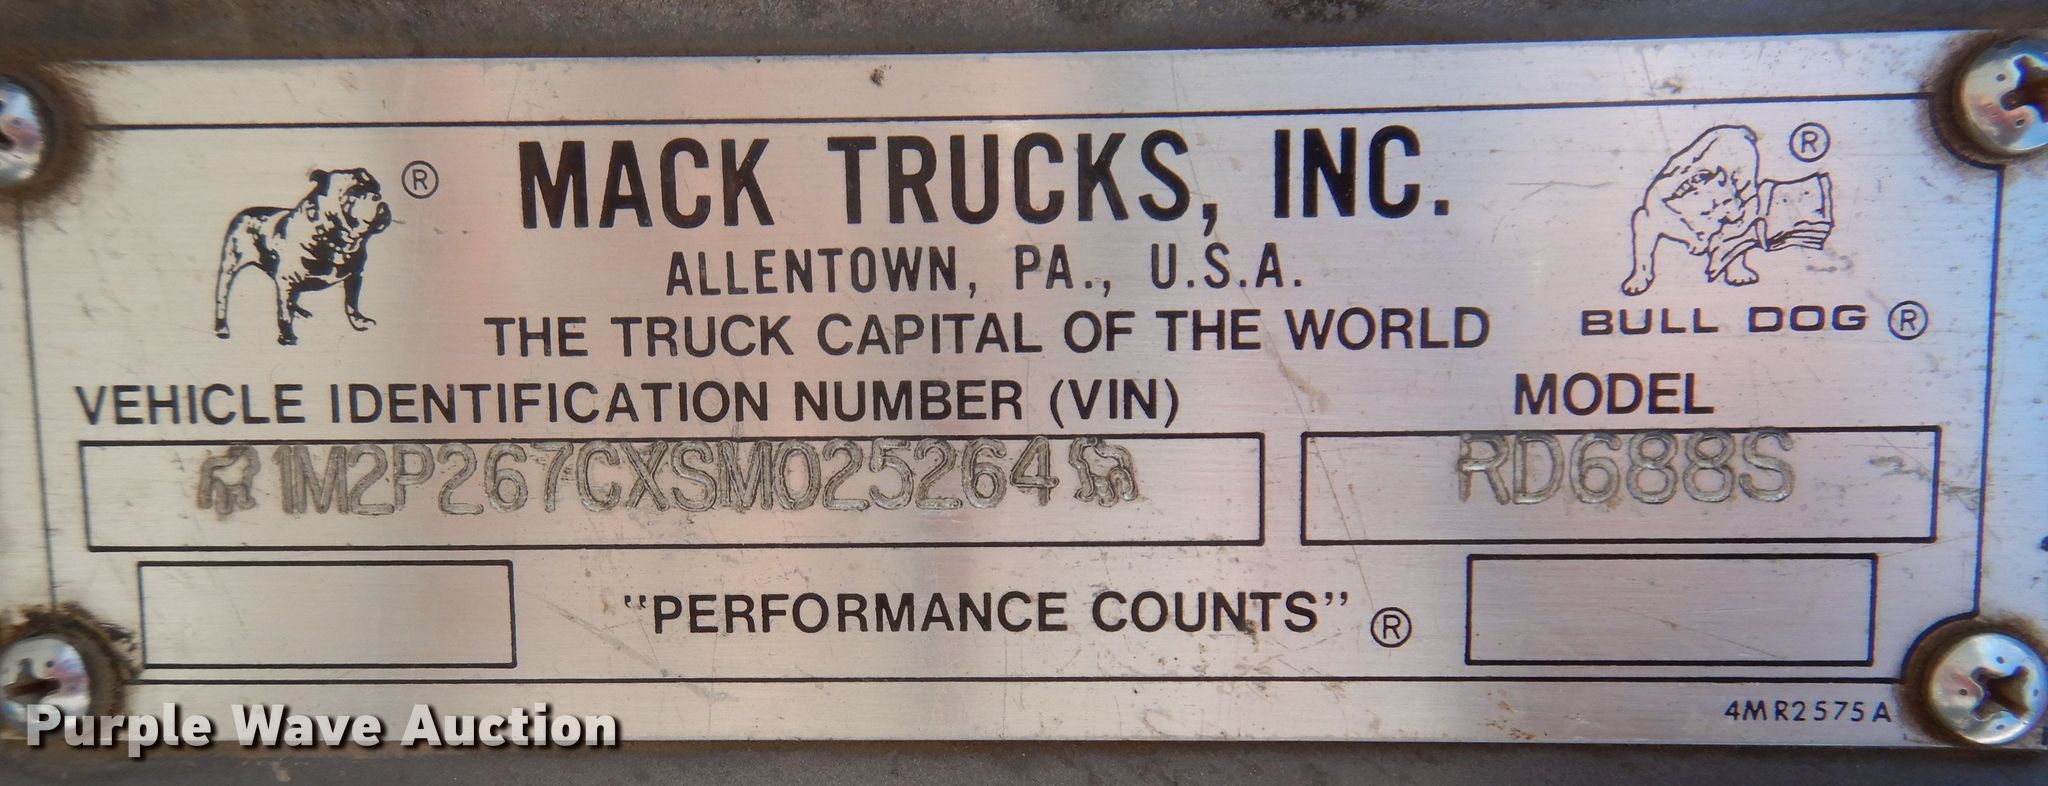 MACK TRUCKS, INC.
ALLENTOWN, PA., U.S.A.
THE TRUCK CAPITAL OF THE WORLD
®
®
BULL DOG ®
VEHICLE IDENTIFICATION NUMBER (VIN)
MODEL
1M2P267CXSM025264
RD688S
"PERFORMANCE COUNTS" ®
4MR2575A
Purple Wave Auction